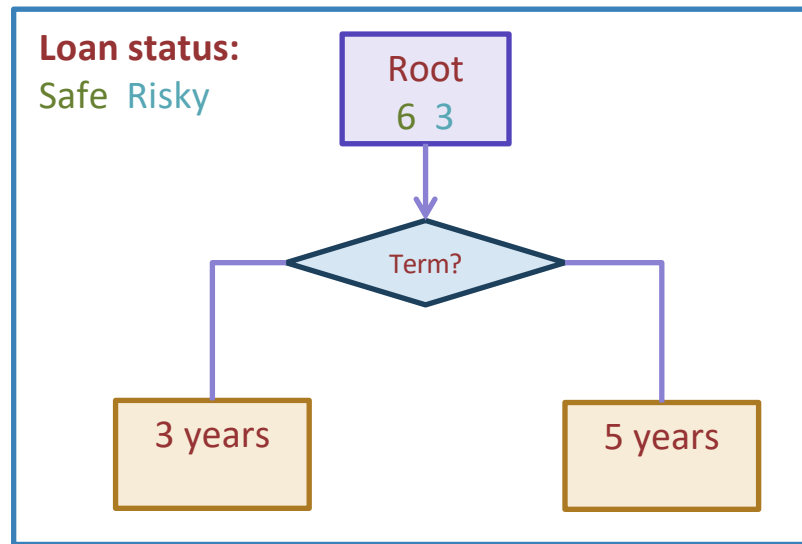 Loan status:
Safe Risky
Root
6 3
Term?
3 years
5 years